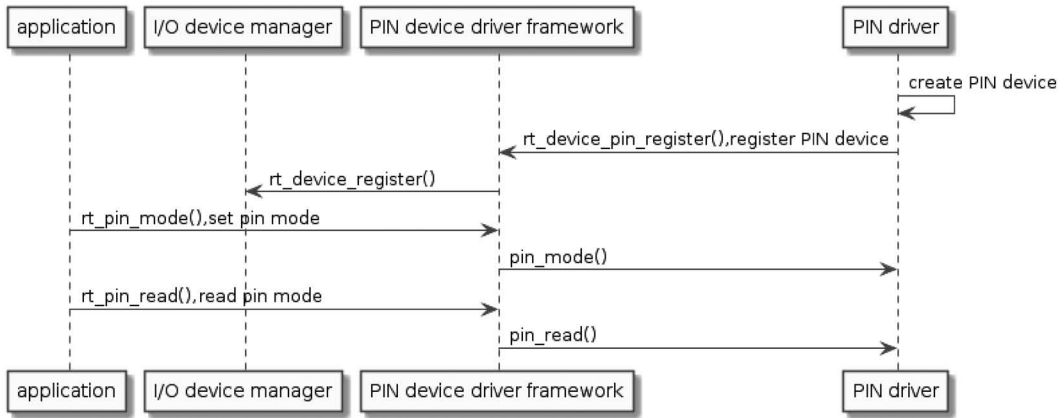 application
I/O device manager
PIN device driver framework
PIN driver
create PIN device
rt_device_pin_register(),register PIN device
rt_device_register()
rt_pin_mode(),set pin mode
pin_mode()
rt_pin_read(),read pin mode
pin_read()
application
I/O device manager
PIN device driver framework
PIN driver